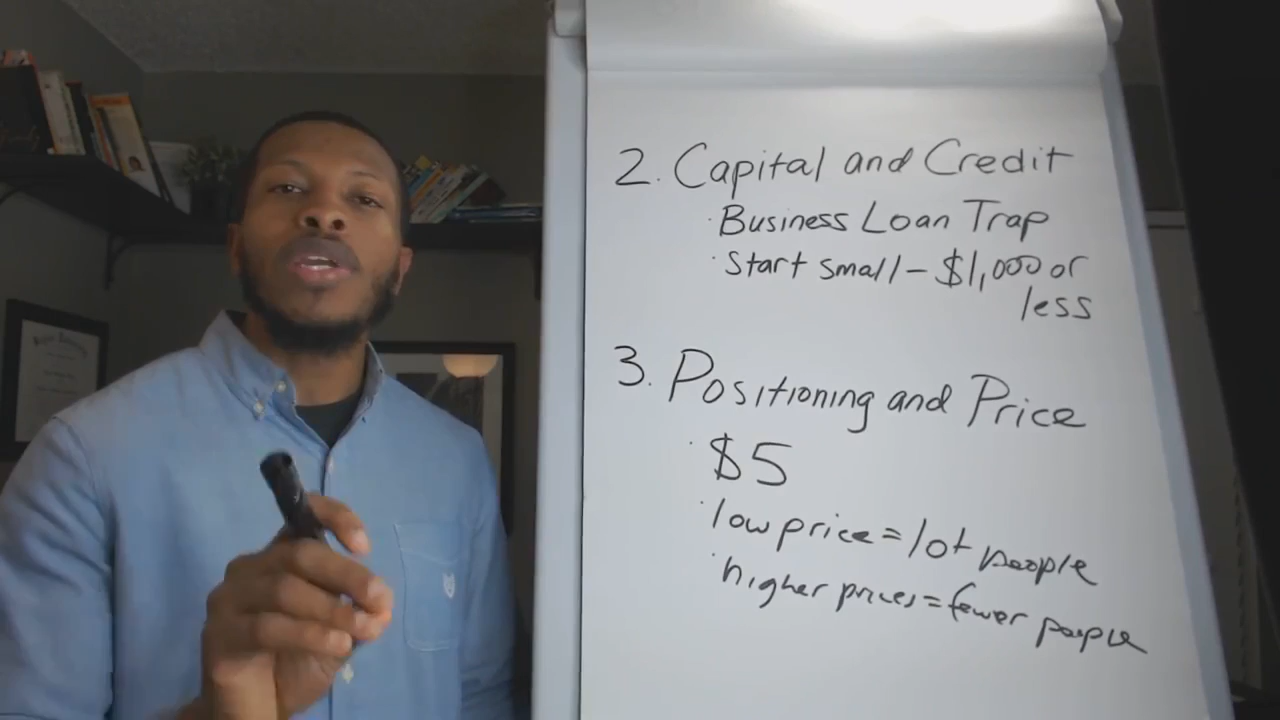 2. Capital and Credit
· Business Loan Trap
· Start small - $1,000 or
less
3. Positioning and Price
· $5
· low price = lot people
· higher prices = fewer people